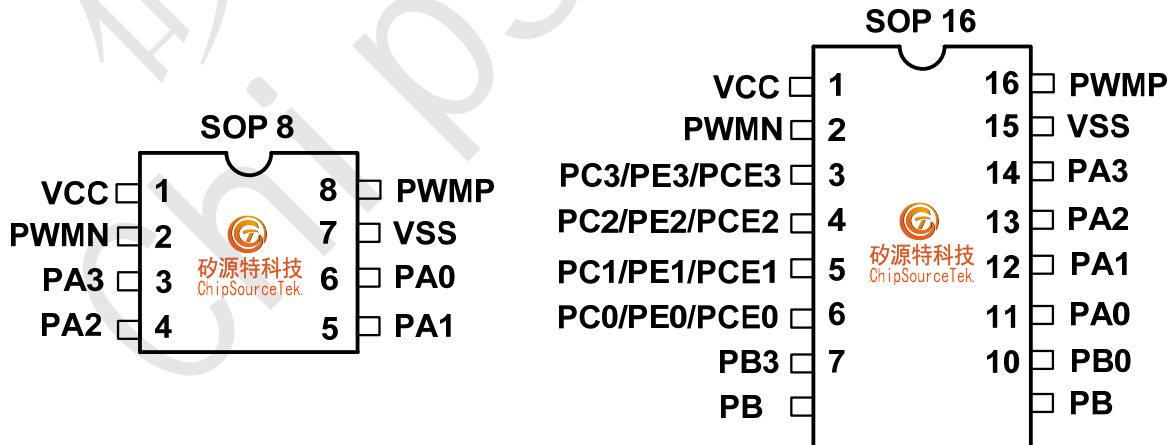 SOP 8
VCC 1 8 PWMP
PWMN 2 7 VSS
PA3 3 6 PA0
PA2 4 5 PA1
矽源特科技
ChipSourceTek.
SOP 16
VCC 1 16 PWMP
PWMN 2 15 VSS
PC3/PE3/PCE3 3 14 PA3
PC2/PE2/PCE2 4 13 PA2
PC1/PE1/PCE1 5 12 PA1
PC0/PE0/PCE0 6 11 PA0
PB3 7 10 PB0
PB PB
矽源特科技
ChipSourceTek.
Chip